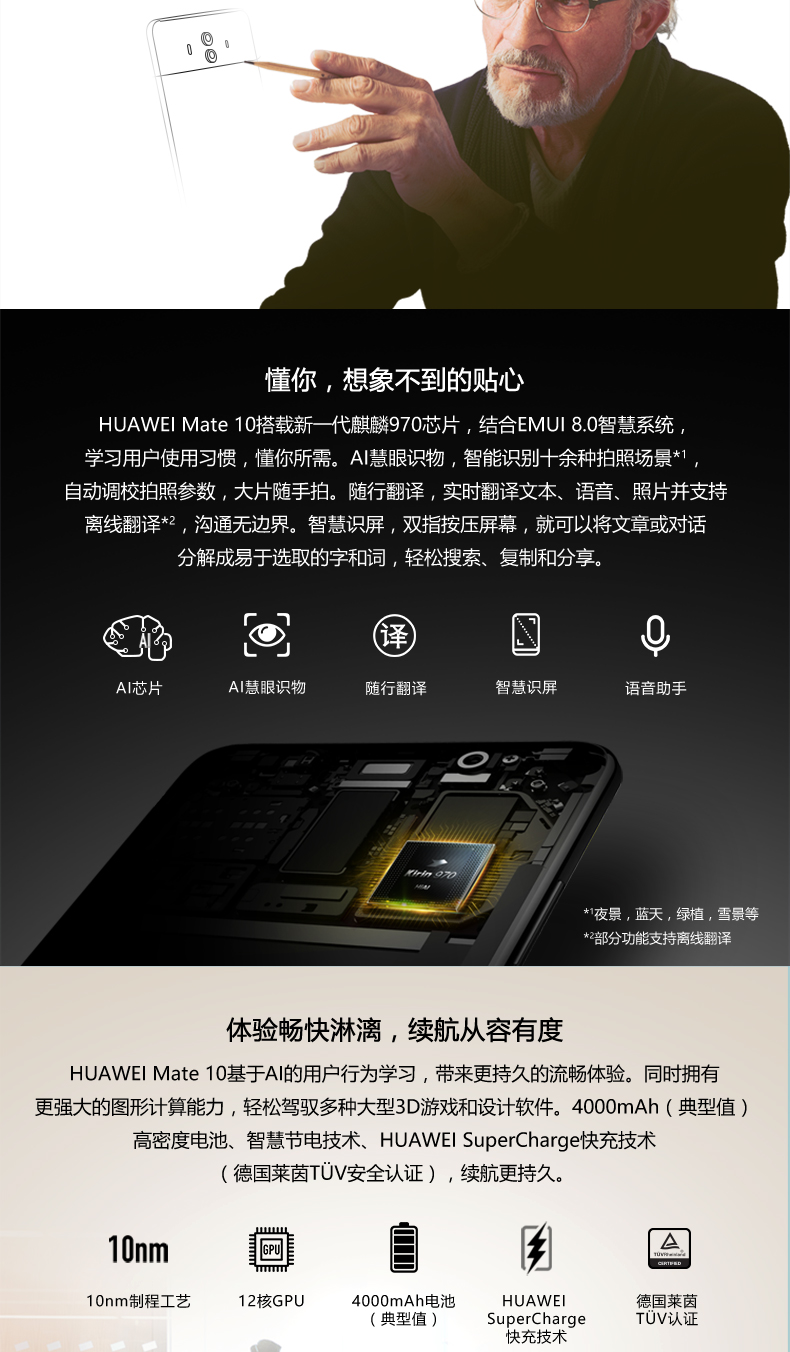 懂你，想象不到的贴心
HUAWEI Mate 10搭载新一代麒麟970芯片，结合EMUI 8.0智慧系统，
学习用户使用习惯，懂你所需。AI慧眼识物，智能识别十余种拍照场景*1，
自动调校拍照参数，大片随手拍。随行翻译，实时翻译文本、语音、照片并支持
离线翻译*2，沟通无边界。智慧识屏，双指按压屏幕，就可以将文章或对话
分解成易于选取的字和词，轻松搜索、复制和分享。
AI
译
AI芯片
AI慧眼识物
随行翻译
智慧识屏
语音助手
Kirin 970
HiAI
*1夜景，蓝天，绿植，雪景等
*2部分功能支持离线翻译
体验畅快淋漓，续航从容有度
HUAWEI Mate 10基于AI的用户行为学习，带来更持久的流畅体验。同时拥有
更强大的图形计算能力，轻松驾驭多种大型3D游戏和设计软件。4000mAh（典型值）
高密度电池、智慧节电技术、HUAWEI SuperCharge快充技术
（德国莱茵TÜV安全认证），续航更持久。
10nm
GPU
TÜVRheinland
CERTIFIED
10nm制程工艺
12核GPU
4000mAh电池
（典型值）
HUAWEI
SuperCharge
快充技术
德国莱茵
TÜV认证